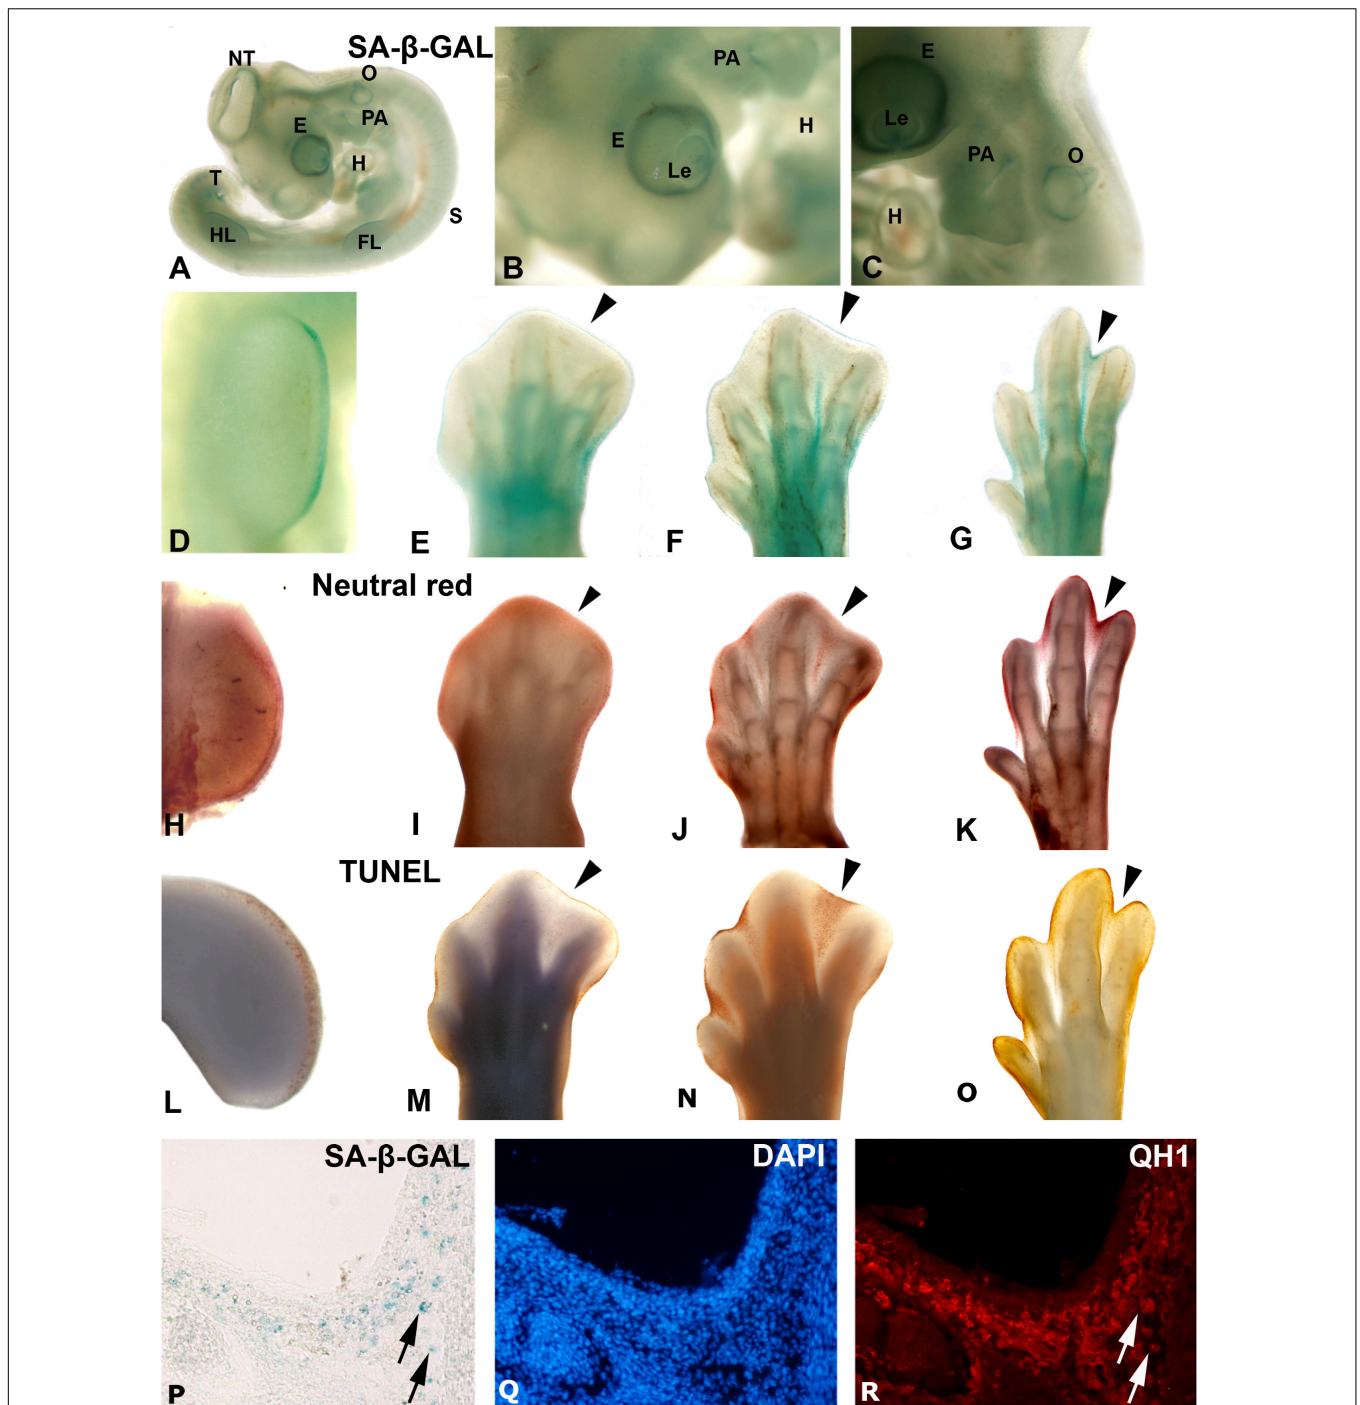 SA-β-GAL
NT
O
PA
E
H
T
S
HL
FL
A
PA
E
H
Le
B
E
Le
PA
O
H
C
D
E
F
G
Neutral red
H
I
J
K
TUNEL
L
M
N
O
SA-β-GAL
DAPI
QH1
P
Q
R